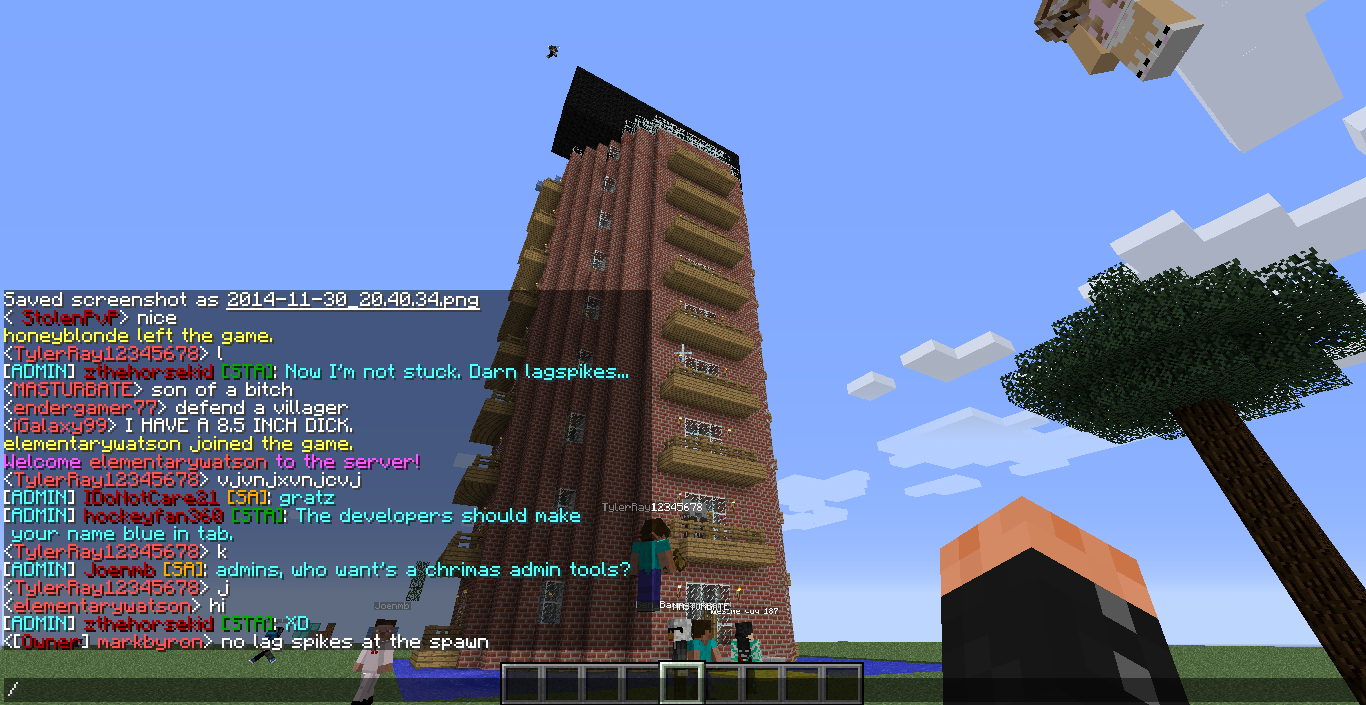 Saved screenshot as 2014-11-30_20.40.34.png
< StolenPvP> nice
honeyblonde left the game.
<TylerRay12345678> l
[ADMIN] zthehorsekid [STA]: Now I'm not stuck. Darn lagspikes...
<MASTURBATE> son of a bitch
<endergamer77> defend a villager
<iGalaxy99> I HAVE A 8.5 INCH DICK.
elementarywatson joined the game.
Welcome elementarywatson to the server!
<TylerRay12345678> vjvnjxvnjcvj
[ADMIN] IDoNotCare21 [SA]: gratz
[ADMIN] hockeyfan360 [STA]: The developers should make
your name blue in tab.
<TylerRay12345678> k
[ADMIN] Joenmb [SA]: admins, who want's a chrimas admin tools?
<TylerRay12345678> j
<elementarywatson> hi
[ADMIN] zthehorsekid [STA]: XD
<[Owner] markbyron> no lag spikes at the spawn
/
TylerRay12345678
Joenmb
MASTURBATE
187